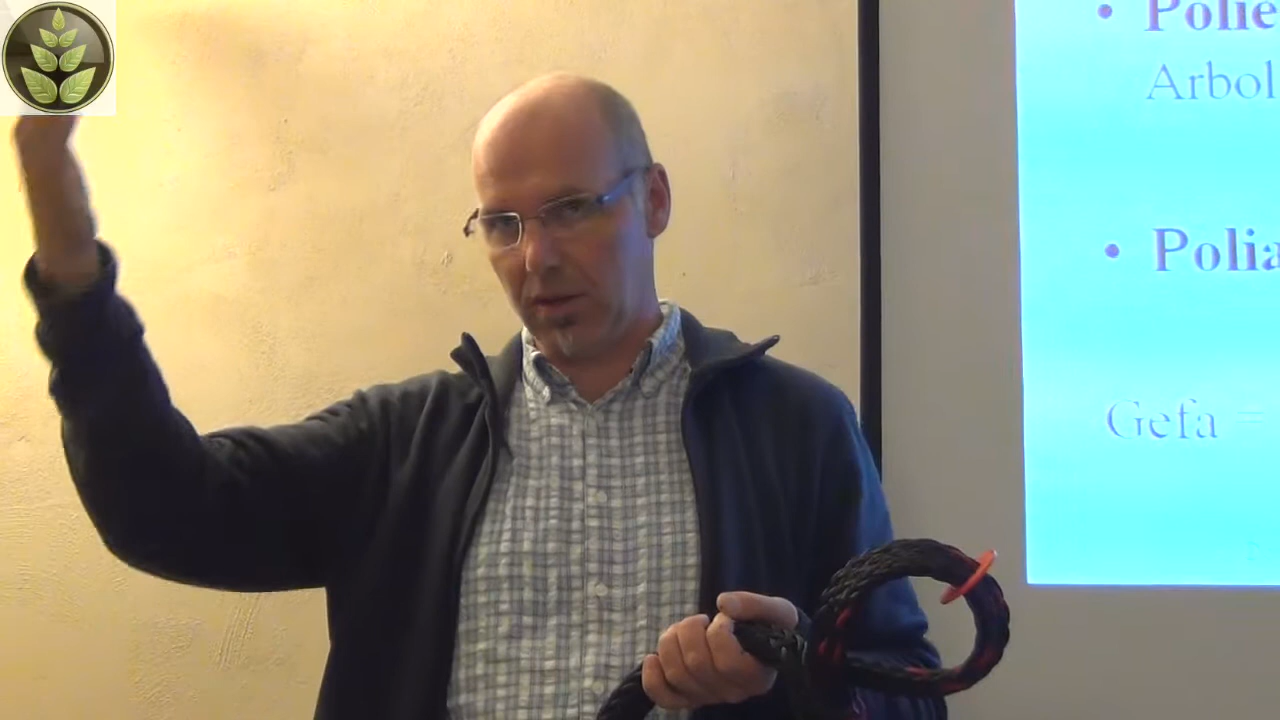 • Polie
Arbol
• Polia
Gefa =